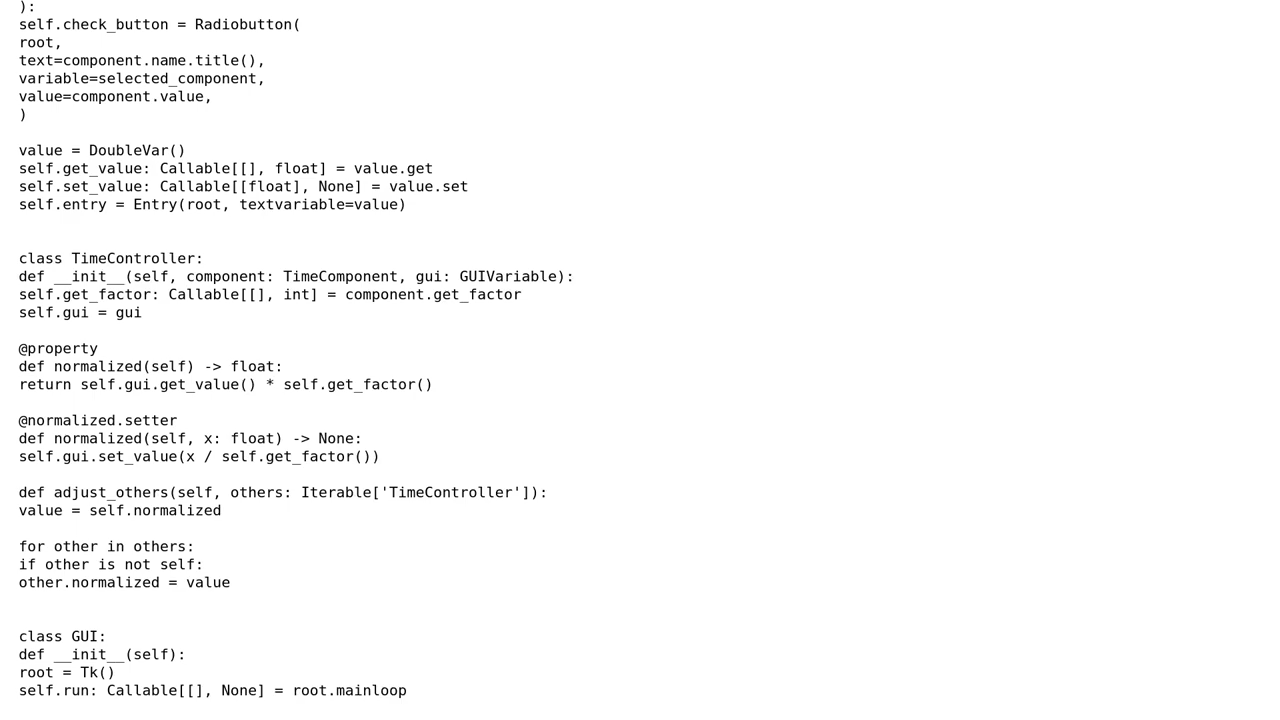 ):
self.check_button = Radiobutton(
root,
text=component.name.title(),
variable=selected_component,
value=component.value,
)
value = DoubleVar()
self.get_value: Callable[[], float] = value.get
self.set_value: Callable[[float], None] = value.set
self.entry = Entry(root, textvariable=value)
class TimeController:
def __init__(self, component: TimeComponent, gui: GUIVariable):
self.get_factor: Callable[[], int] = component.get_factor
self.gui = gui
@property
def normalized(self) -> float:
return self.gui.get_value() * self.get_factor()
@normalized.setter
def normalized(self, x: float) -> None:
self.gui.set_value(x / self.get_factor())
def adjust_others(self, others: Iterable['TimeController']):
value = self.normalized
for other in others:
if other is not self:
other.normalized = value
class GUI:
def __init__(self):
root = Tk()
self.run: Callable[[], None] = root.mainloop